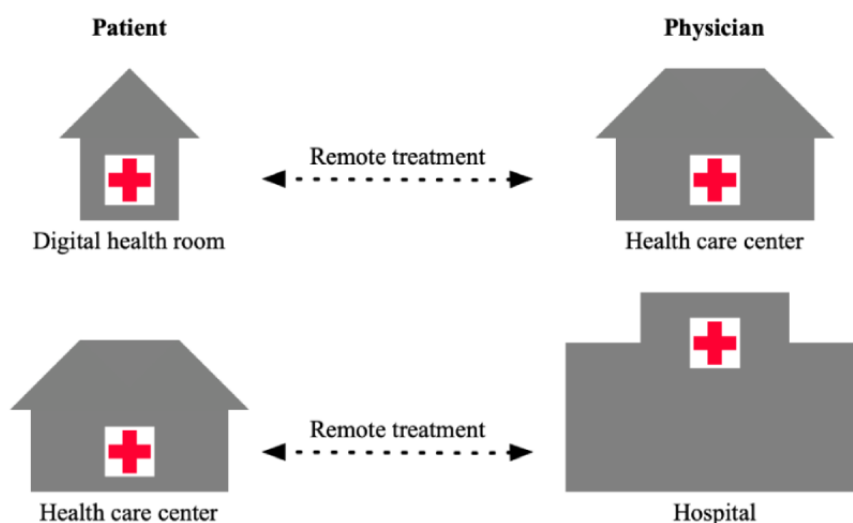 Patient
Physician
Remote treatment
Digital health room
Health care center
Remote treatment
Health care center
Hospital